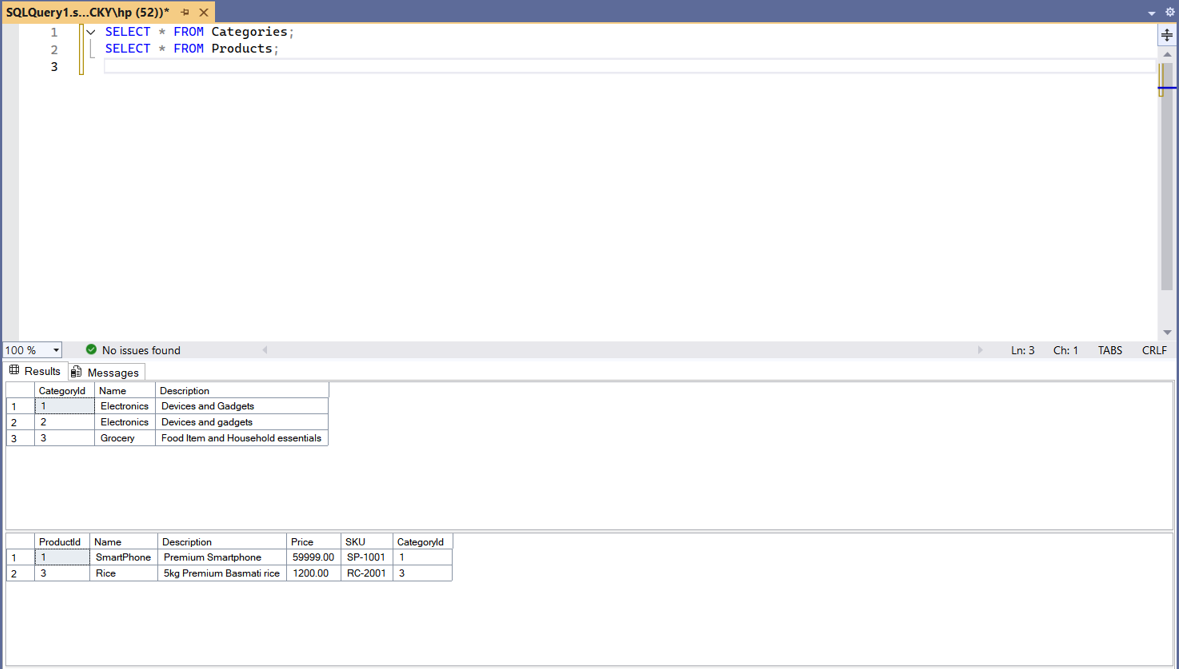 SQLQuery1.s...CKY\hp (52))*
1 SELECT * FROM Categories;
2 SELECT * FROM Products;
3
100 % No issues found Ln: 3 Ch: 1 TABS CRLF
Results Messages
CategoryId Name Description
1 1 Electronics Devices and Gadgets
2 2 Electronics Devices and gadgets
3 3 Grocery Food Item and Household essentials
ProductId Name Description Price SKU CategoryId
1 1 SmartPhone Premium Smartphone 59999.00 SP-1001 1
2 3 Rice 5kg Premium Basmati rice 1200.00 RC-2001 3